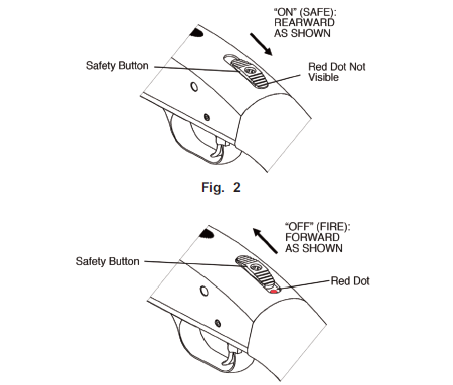 “ON” (SAFE):
REARWARD
AS SHOWN
Safety Button
Red Dot Not
Visible
Fig. 2
“OFF” (FIRE):
FORWARD
AS SHOWN
Safety Button
Red Dot